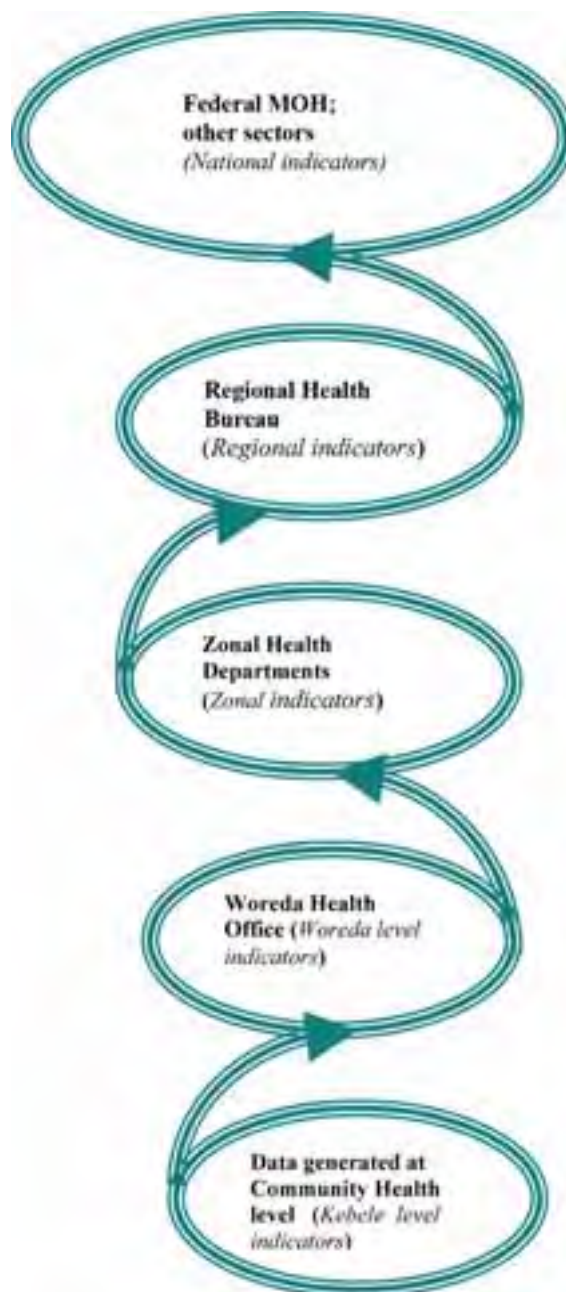 Federal MOH;
other sectors
(National indicators)
Regional Health
Bureau
(Regional indicators)
Zonal Health
Departments
(Zonal indicators)
Woreda Health
Office (Woreda level
indicators)
Data generated at
Community Health
level (Kebele level
indicators)